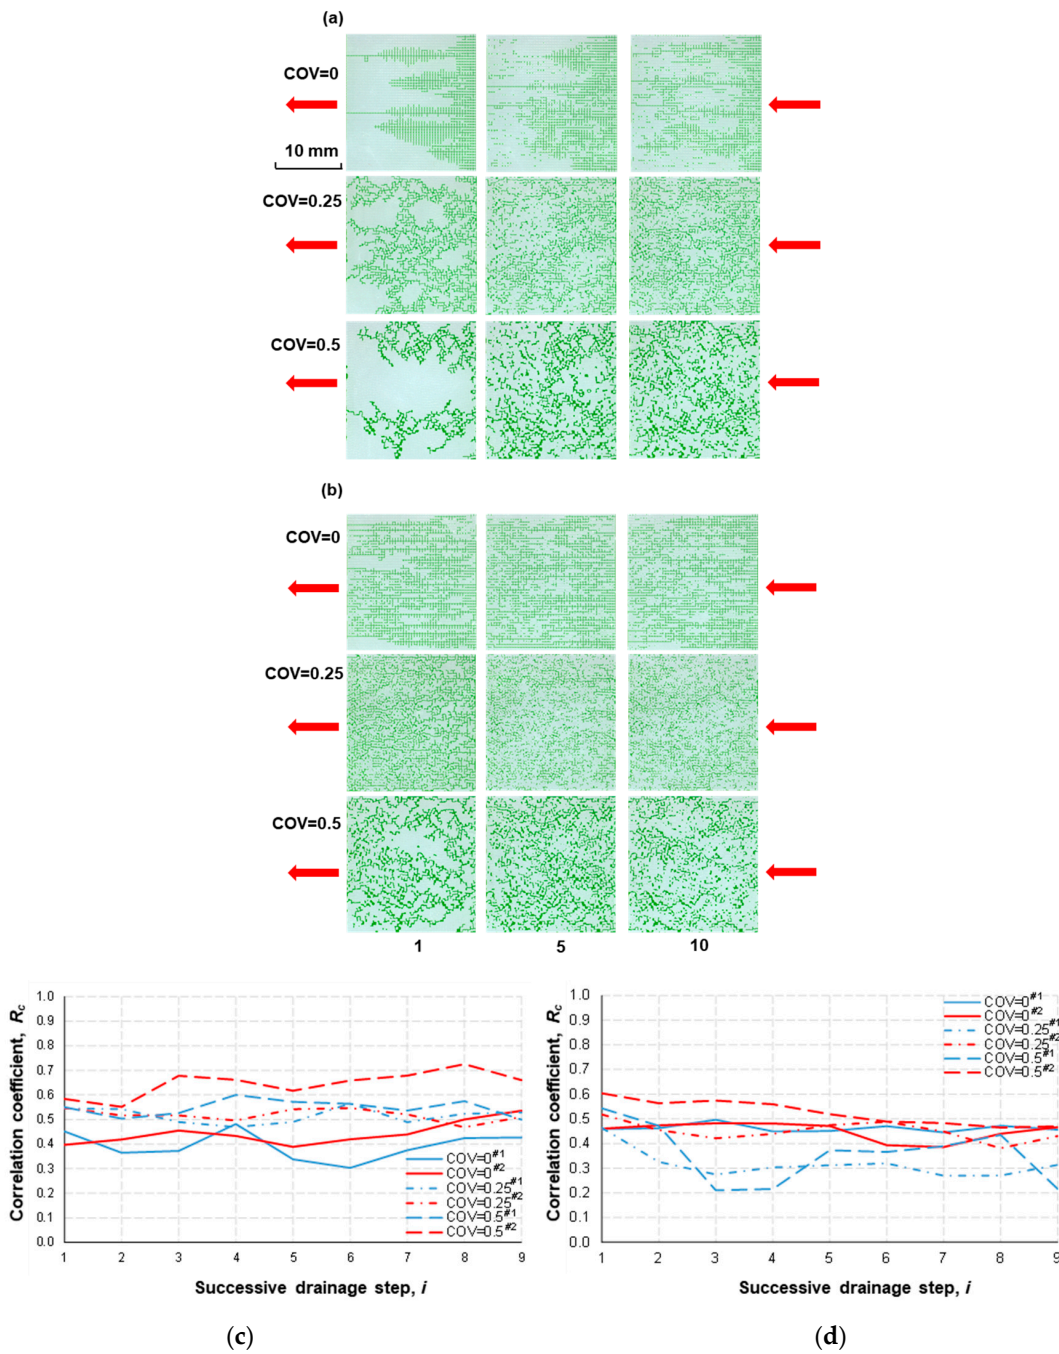 (a)
COV=0
10 mm
COV=0.25
COV=0.5
(b)
COV=0
COV=0.25
COV=0.5
1 5 10
Correlation coefficient, Rc
1.0
0.9
0.8
0.7
0.6
0.5
0.4
0.3
0.2
0.1
0.0
COV=0#1
COV=0#2
COV=0.25#1
COV=0.25#2
COV=0.5#1
COV=0.5#2
1 2 3 4 5 6 7 8 9
Successive drainage step, i
(c)
Correlation coefficient, Rc
1.0
0.9
0.8
0.7
0.6
0.5
0.4
0.3
0.2
0.1
0.0
COV=0#1
COV=0#2
COV=0.25#1
COV=0.25#2
COV=0.5#1
COV=0.5#2
1 2 3 4 5 6 7 8 9
Successive drainage step, i
(d)